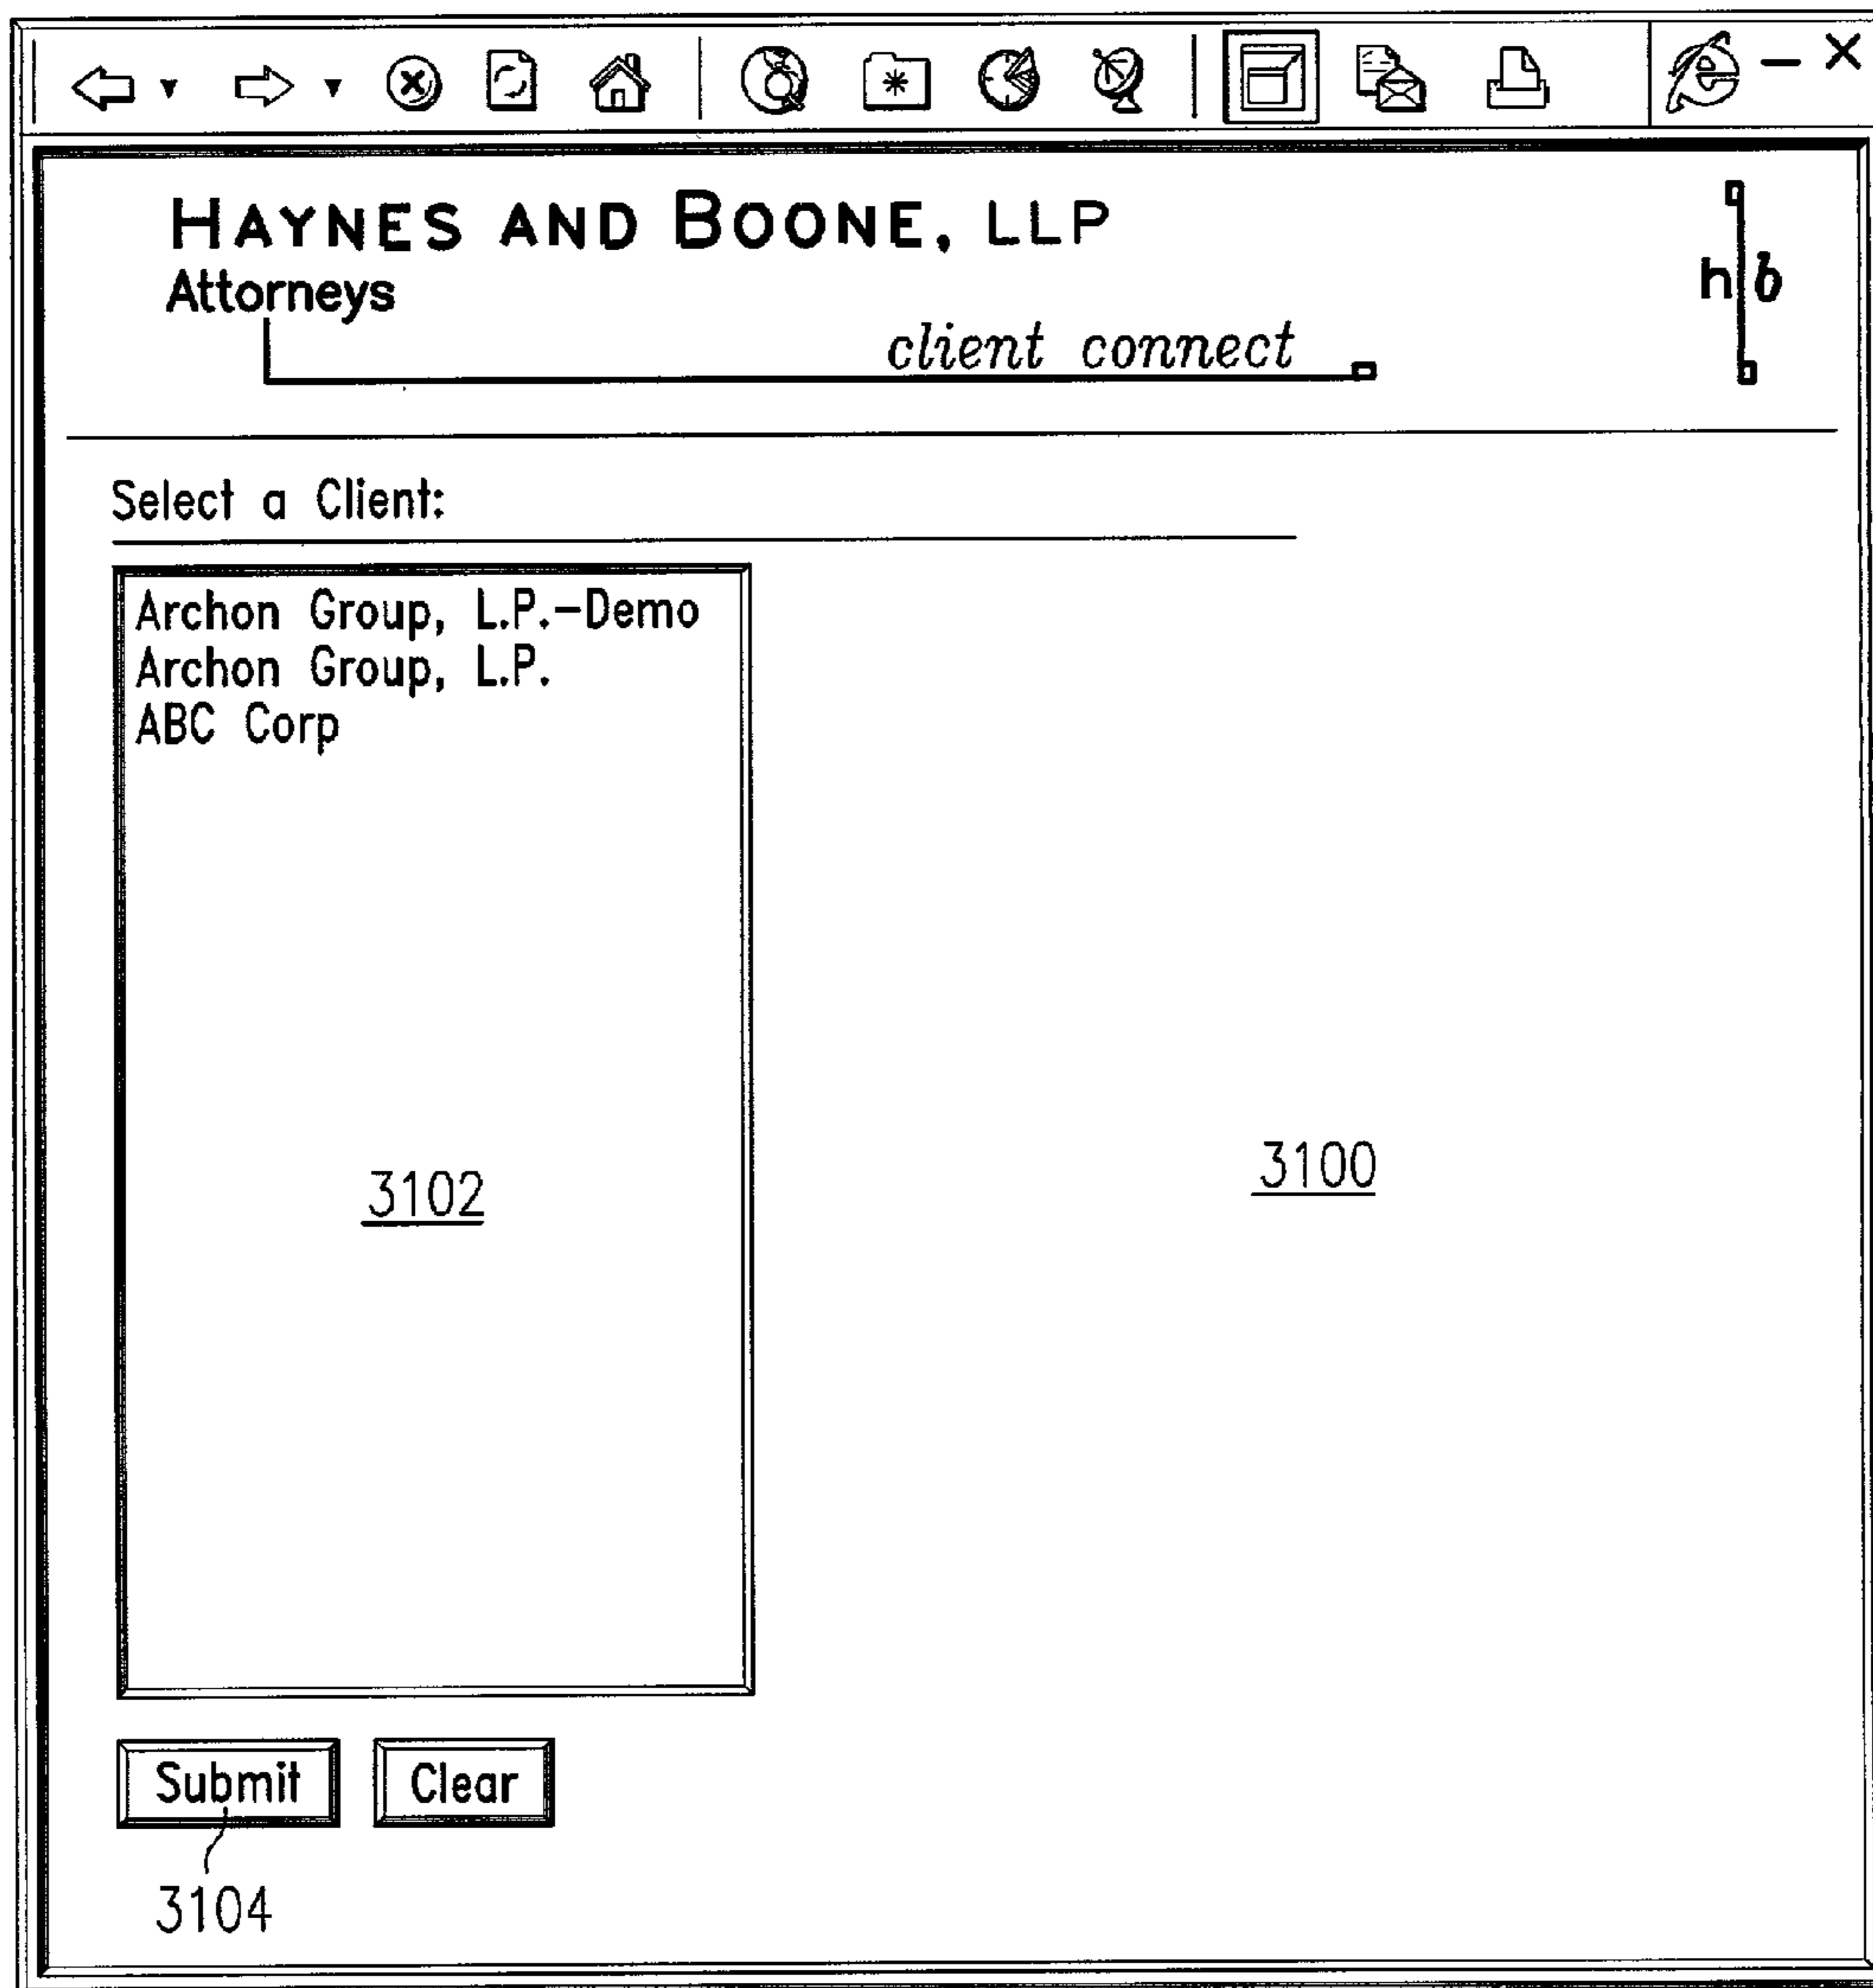 HAYNES AND BOONE, LLP
Attorneys
client connect
h b
Select a Client:
Archon Group, L.P.-Demo
Archon Group, L.P.
ABC Corp
3102
3100
Submit Clear
3104